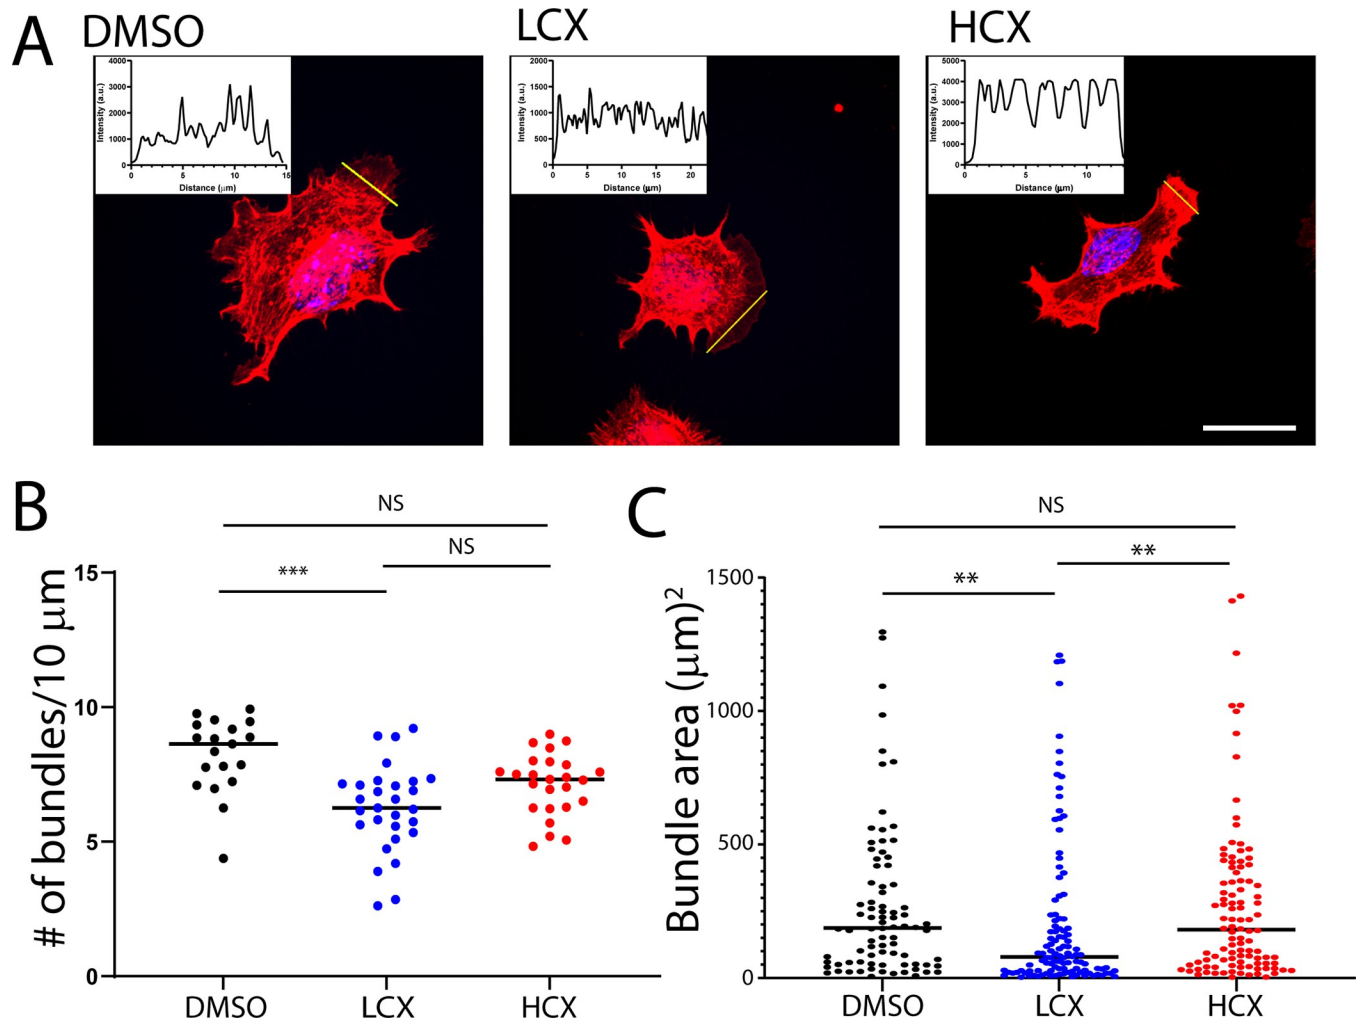 A
DMSO
LCX
HCX
Intensity (a.u.)
4000
3000
2000
1000
0
0
5
10
15
Distance (µm)
Intensity (a.u.)
2000
1500
1000
500
0
0
5
10
15
20
Distance (µm)
Intensity (a.u.)
5000
4000
3000
2000
1000
0
0
5
10
Distance (µm)
B
NS
NS
***
# of bundles/10 µm
15
10
5
0
DMSO
LCX
HCX
C
NS
**
**
Bundle area (µm)²
1500
1000
500
0
DMSO
LCX
HCX